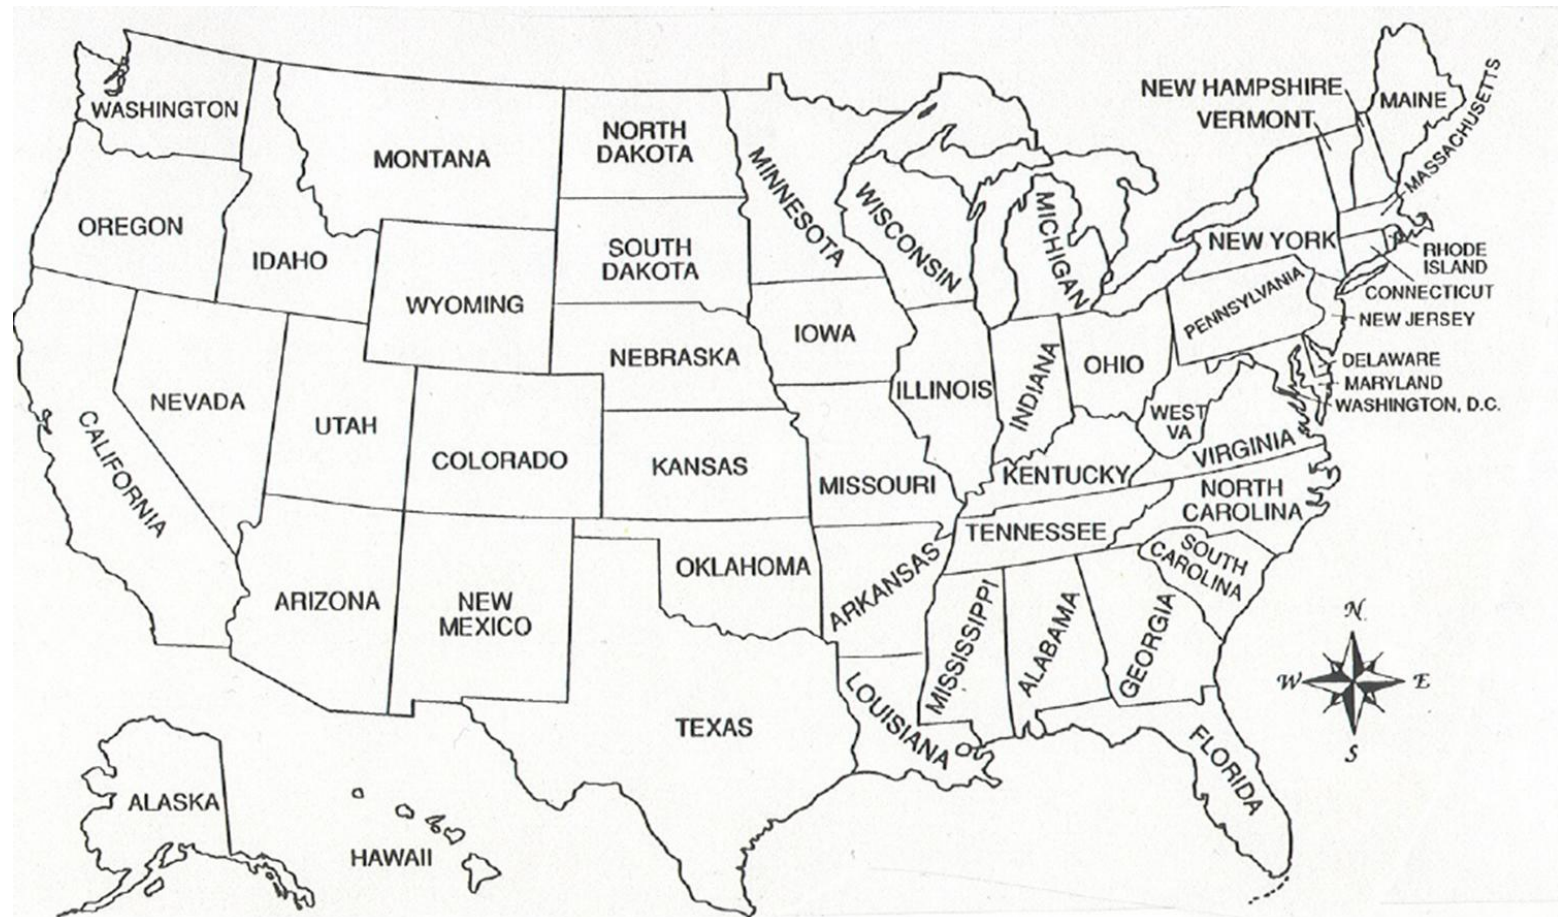 WASHINGTON
MONTANA
NORTH
DAKOTA
MINNESOTA
NEW HAMPSHIRE
VERMONT
MAINE
MASSACHUSETTS
OREGON
IDAHO
WYOMING
SOUTH
DAKOTA
WISCONSIN
MICHIGAN
NEW YORK
RHODE
ISLAND
CONNECTICUT
NEW JERSEY
PENNSYLVANIA
DELAWARE
MARYLAND
WASHINGTON, D.C.
CALIFORNIA
NEVADA
UTAH
COLORADO
NEBRASKA
IOWA
ILLINOIS
INDIANA
OHIO
WEST
VA
VIRGINIA
KANSAS
MISSOURI
KENTUCKY
NORTH
CAROLINA
TENNESSEE
SOUTH
CAROLINA
ARIZONA
NEW
MEXICO
OKLAHOMA
ARKANSAS
MISSISSIPPI
ALABAMA
GEORGIA
TEXAS
LOUISIANA
FLORIDA
ALASKA
HAWAII
N
W
E
S